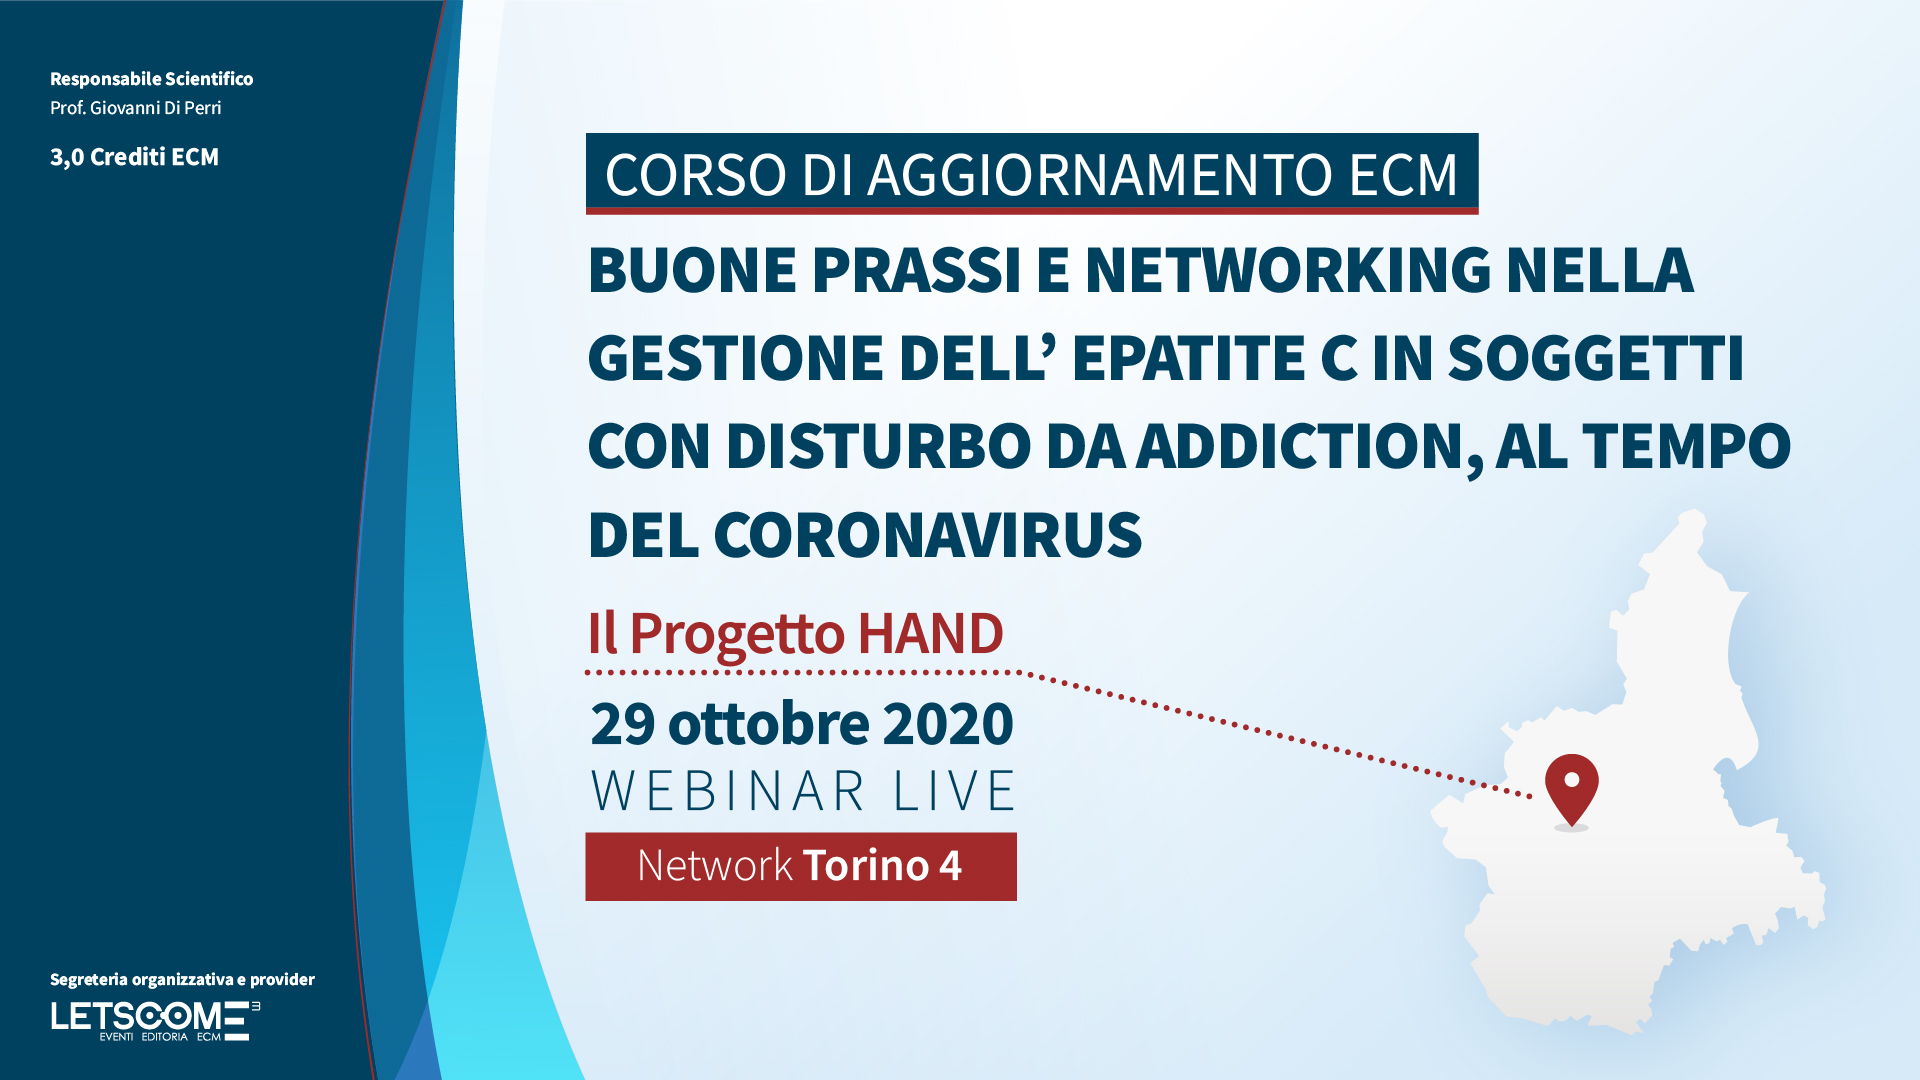 Responsabile Scientifico
Prof. Giovanni Di Perri
3,0 Crediti ECM
CORSO DI AGGIORNAMENTO ECM
BUONE PRASSI E NETWORKING NELLA
GESTIONE DELL’ EPATITE C IN SOGGETTI
CON DISTURBO DA ADDICTION, AL TEMPO
DEL CORONAVIRUS
Il Progetto HAND
29 ottobre 2020
WEBINAR LIVE
Network Torino 4
Segreteria organizzativa e provider
LETSCOME3
EVENTI EDITORIA ECM